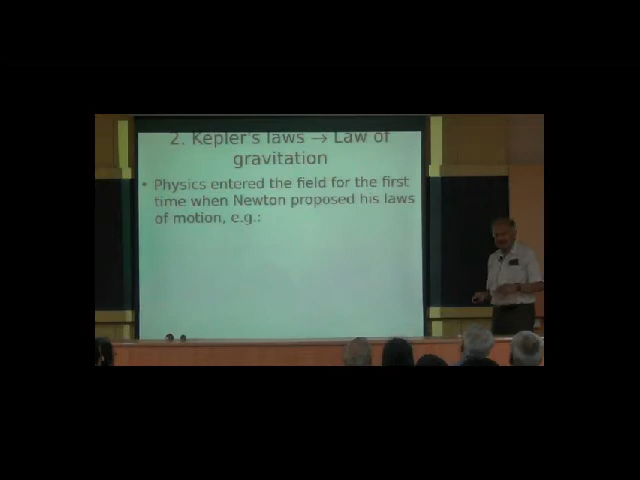 2. Kepler's laws → Law of
gravitation
• Physics entered the field for the first
time when Newton proposed his laws
of motion, e.g.: